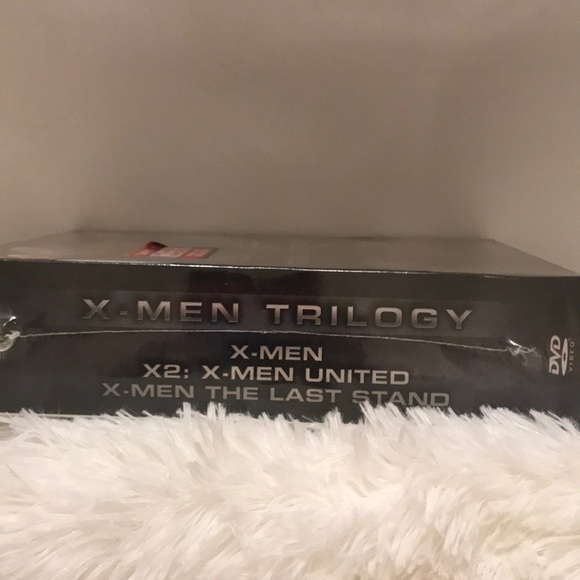 X-MEN TRILOGY
X-MEN
X2: X-MEN UNITED
X-MEN THE LAST STAND
DVD
VIDEO